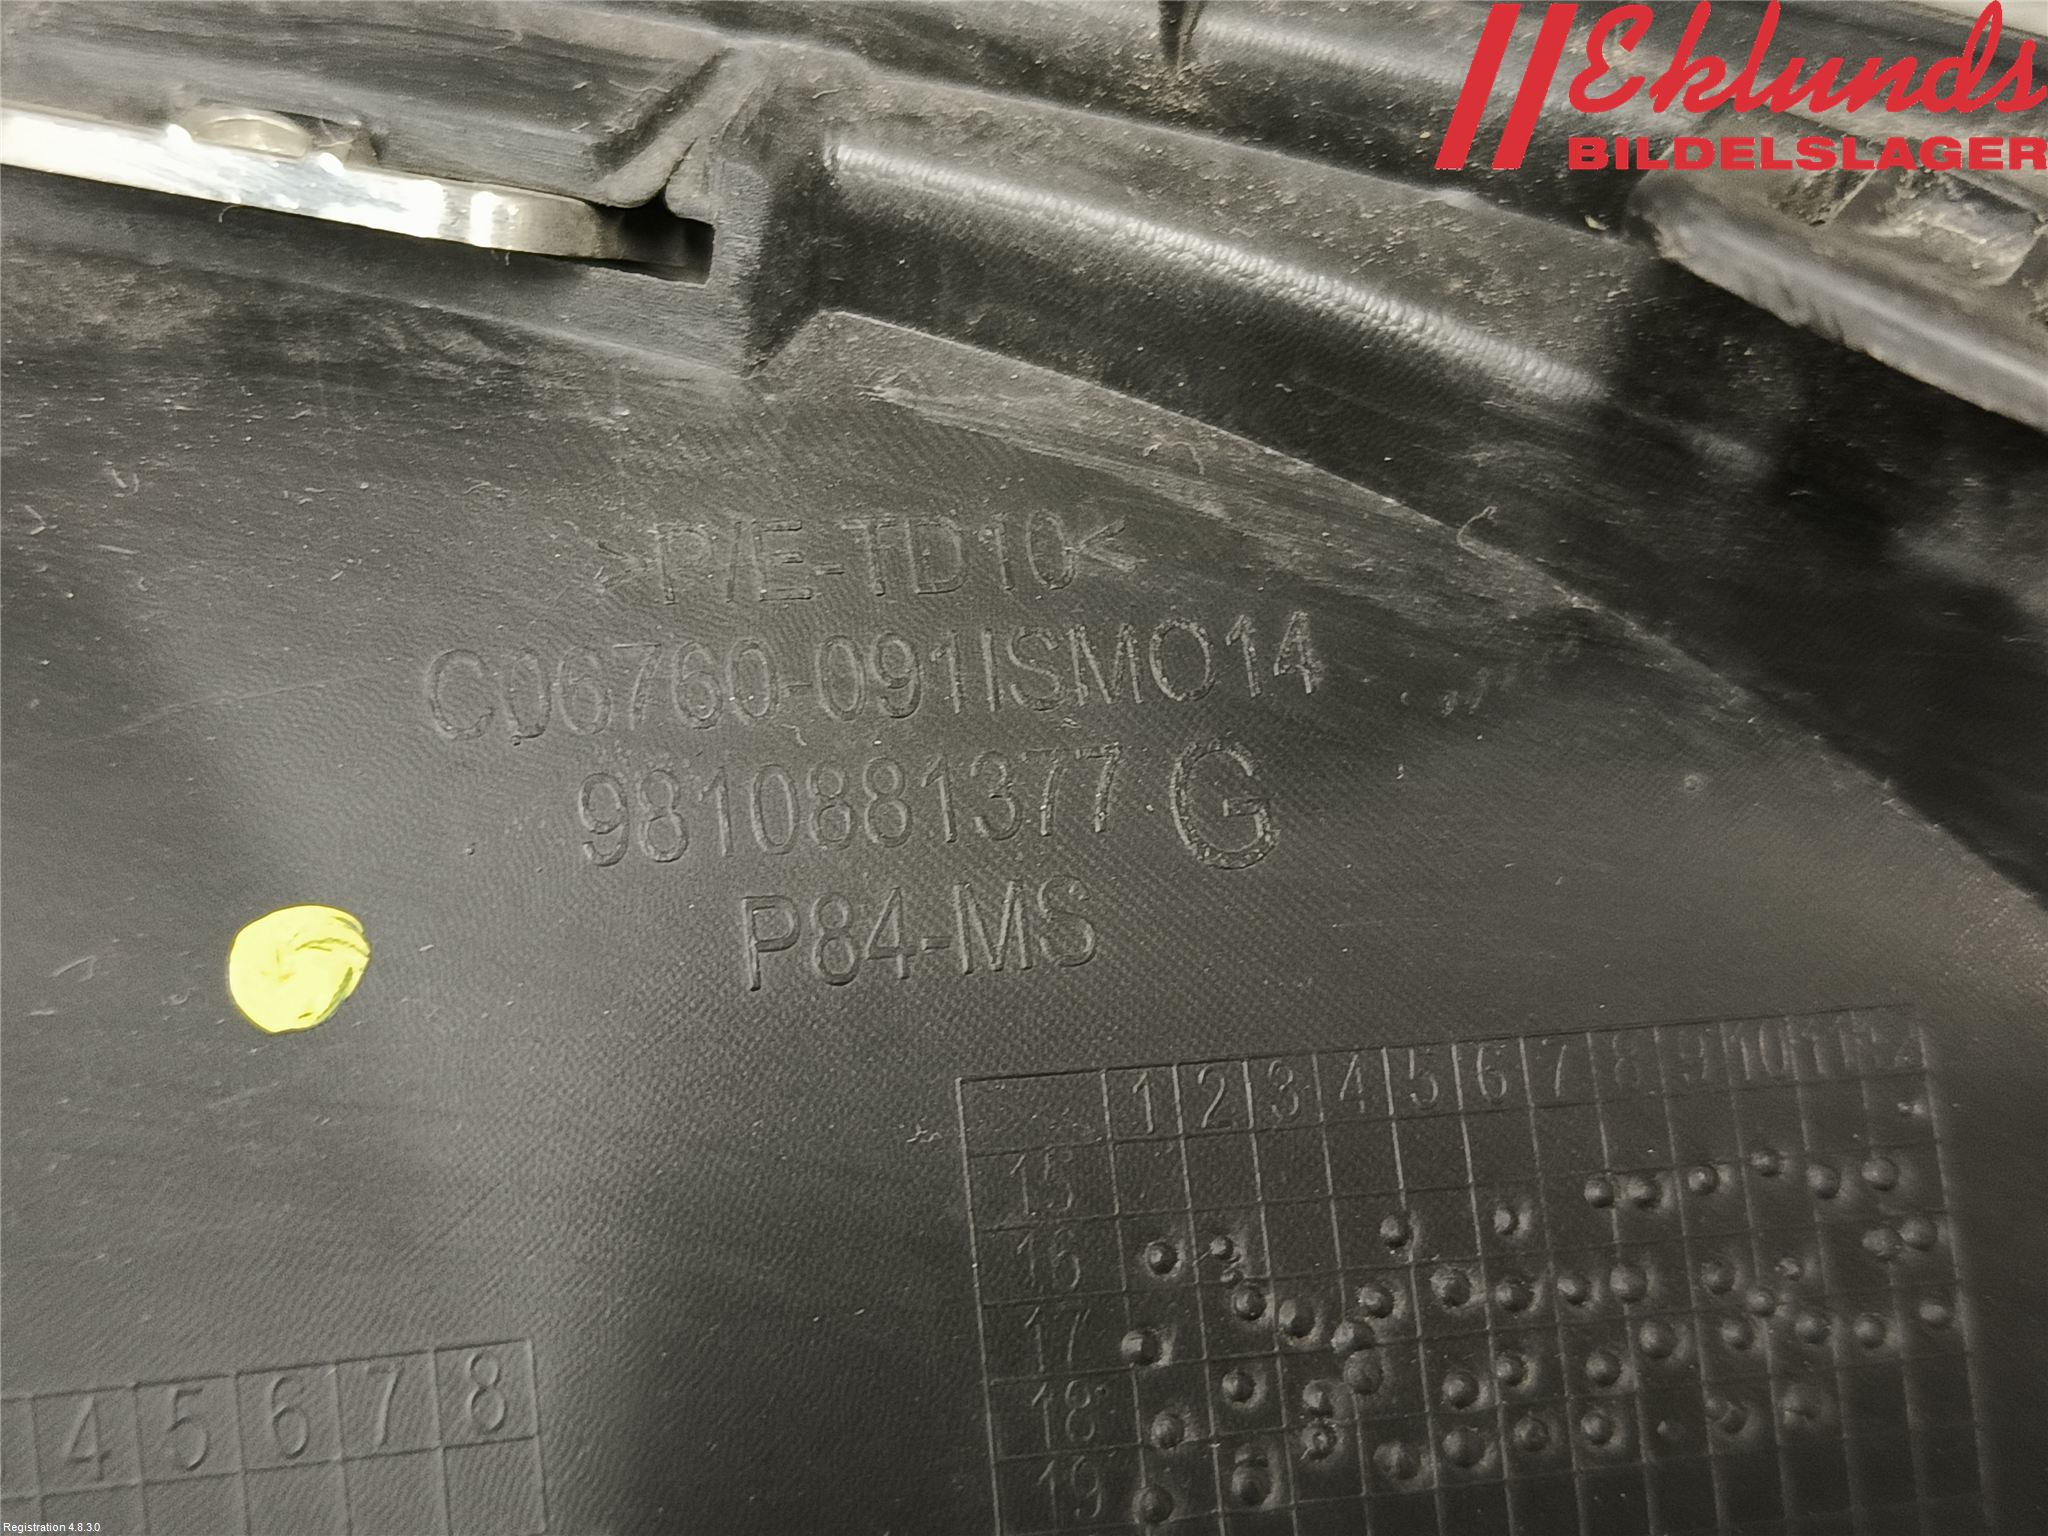 Eklunds
BILDELSLAGER
>P/E-TD10<
C06760-091ISMO14
9810881377 G
P84-MS
1 2 3 4 5 6 7 8 9 10 11 12
15
16
17
18
19
4 5 6 7 8
Registration 4.8.3.0